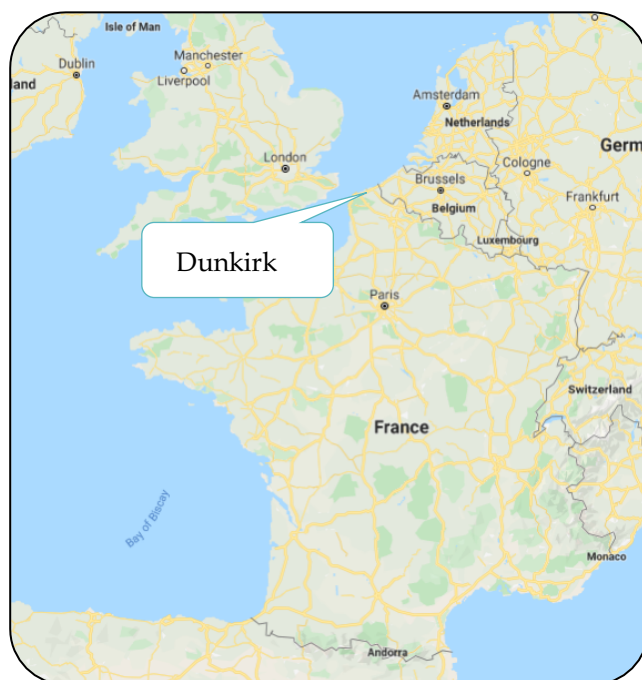 Isle of Man
Dublin
Manchester
Liverpool
land
Amsterdam
Netherlands
London
Cologne
Germ
Brussels
Belgium
Frankfurt
Dunkirk
Luxembourg
Paris
Switzerland
France
Bay of Biscay
Monaco
Andorra